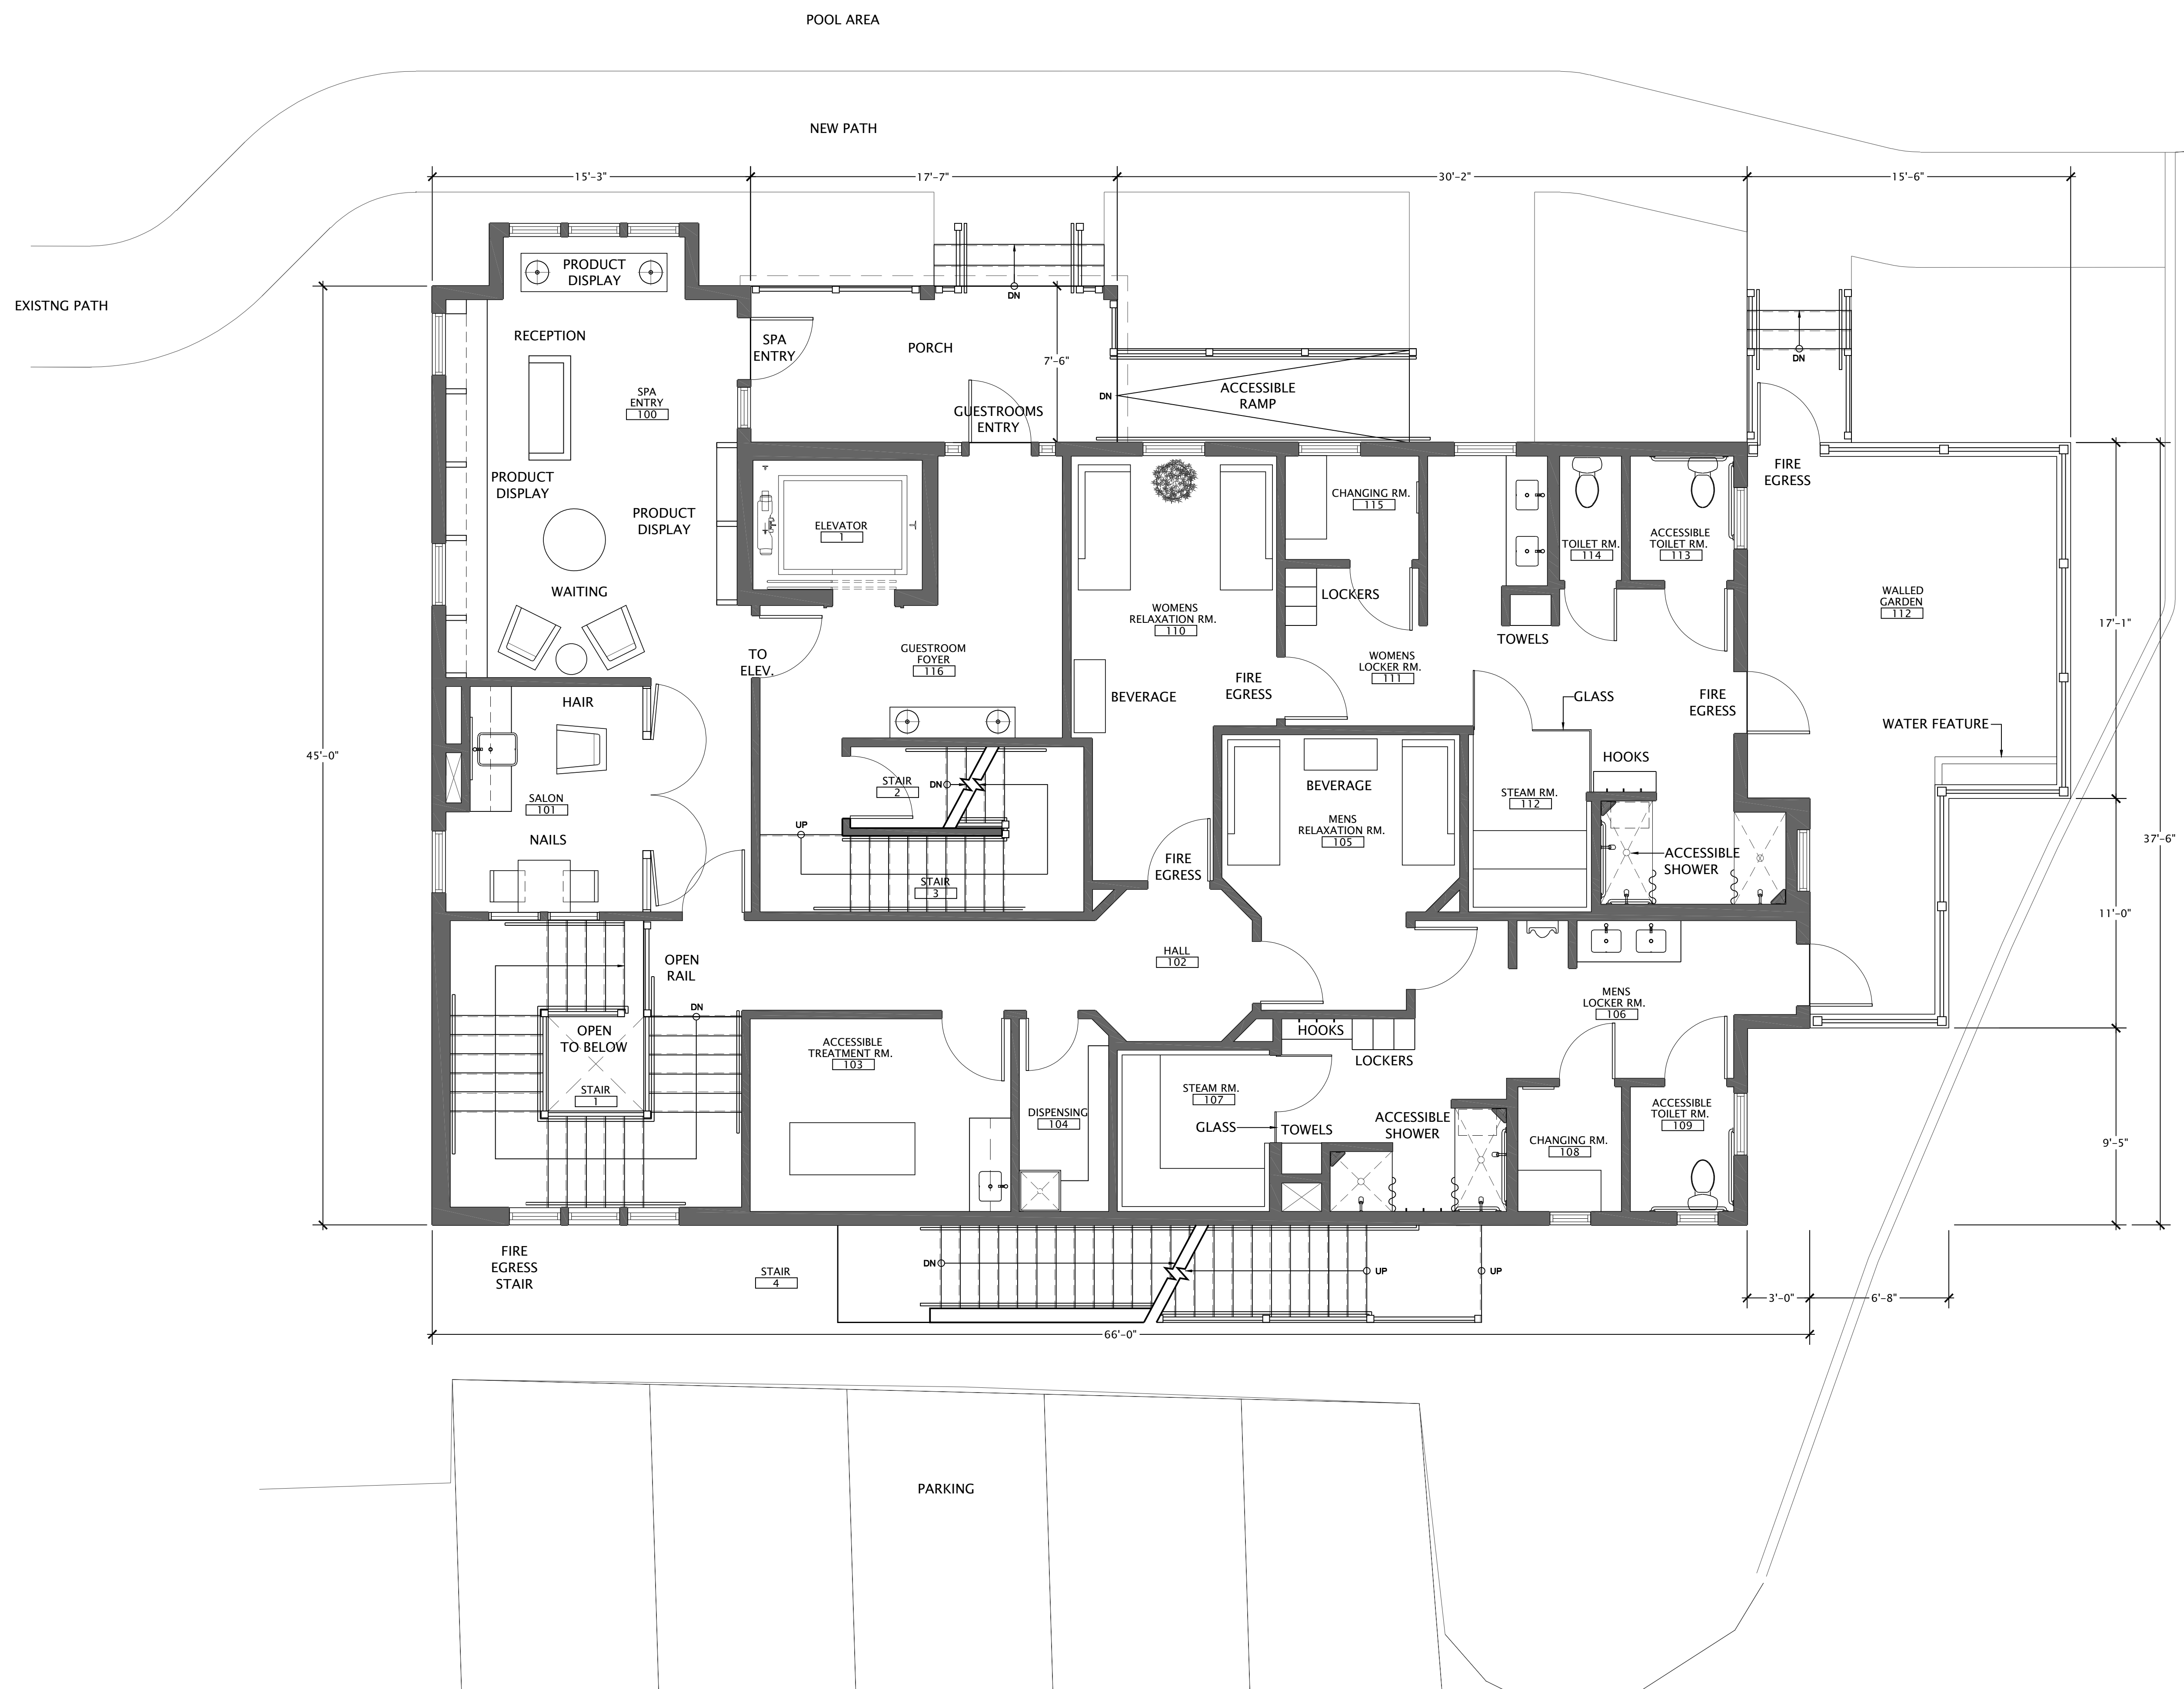 POOL AREA
NEW PATH
15'-3"
17'-7"
30'-2"
15'-6"
EXISTNG PATH
PRODUCT
DISPLAY
RECEPTION
SPA
ENTRY
100
PRODUCT
DISPLAY
PRODUCT
DISPLAY
WAITING
SPA
ENTRY
PORCH
DN
7'-6"
GUESTROOMS
ENTRY
DN
ACCESSIBLE
RAMP
DN
FIRE
EGRESS
ELEVATOR
1
TO
ELEV.
GUESTROOM
FOYER
116
WOMENS
RELAXATION RM.
110
BEVERAGE
FIRE
EGRESS
CHANGING RM.
115
LOCKERS
WOMENS
LOCKER RM.
111
TOWELS
TOILET RM.
114
ACCESSIBLE
TOILET RM.
113
WALLED
GARDEN
112
WATER FEATURE
GLASS
FIRE
EGRESS
HOOKS
STEAM RM.
112
ACCESSIBLE
SHOWER
17'-1"
37'-6"
11'-0"
9'-5"
45'-0"
HAIR
SALON
101
NAILS
STAIR
2
DN
UP
STAIR
3
BEVERAGE
MENS
RELAXATION RM.
105
FIRE
EGRESS
OPEN
RAIL
DN
OPEN
TO BELOW
STAIR
1
HALL
102
ACCESSIBLE
TREATMENT RM.
103
DISPENSING
104
STEAM RM.
107
GLASS
HOOKS
LOCKERS
TOWELS
ACCESSIBLE
SHOWER
MENS
LOCKER RM.
106
CHANGING RM.
108
ACCESSIBLE
TOILET RM.
109
FIRE
EGRESS
STAIR
STAIR
4
DN
UP
UP
3'-0"
6'-8"
66'-0"
PARKING